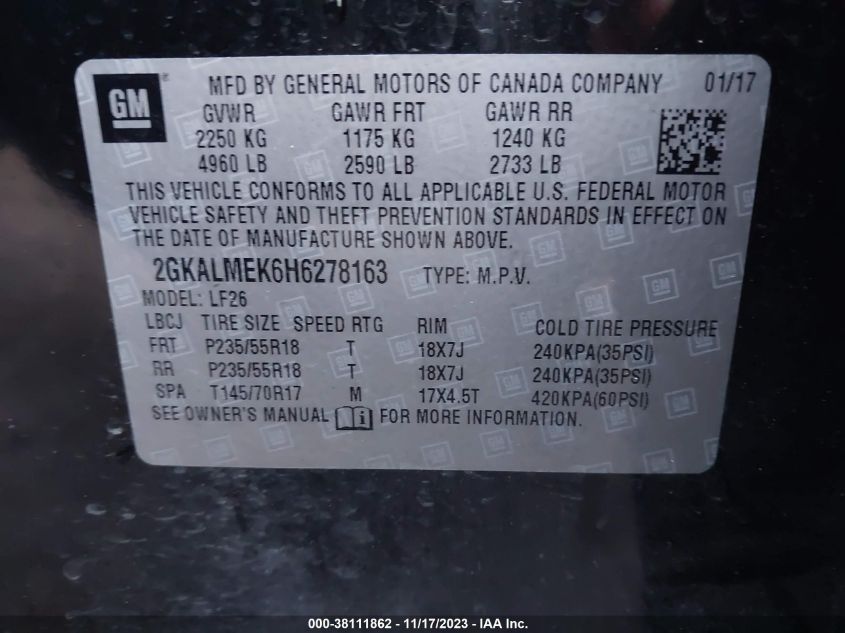 GM ® MFD BY GENERAL MOTORS OF CANADA COMPANY 01/17
GVWR GAWR FRT GAWR RR
2250 KG 1175 KG 1240 KG
4960 LB 2590 LB 2733 LB
THIS VEHICLE CONFORMS TO ALL APPLICABLE U.S. FEDERAL MOTOR
VEHICLE SAFETY AND THEFT PREVENTION STANDARDS IN EFFECT ON
THE DATE OF MANUFACTURE SHOWN ABOVE.
2GKALMEK6H6278163 TYPE: M.P.V.
MODEL: LF26
LBCJ TIRE SIZE SPEED RTG RIM COLD TIRE PRESSURE
FRT P235/55R18 T 18X7J 240KPA(35PSI)
RR P235/55R18 T 18X7J 240KPA(35PSI)
SPA T145/70R17 M 17X4.5T 420KPA(60PSI)
SEE OWNER'S MANUAL FOR MORE INFORMATION.
000-38111862 - 11/17/2023 - IAA Inc.